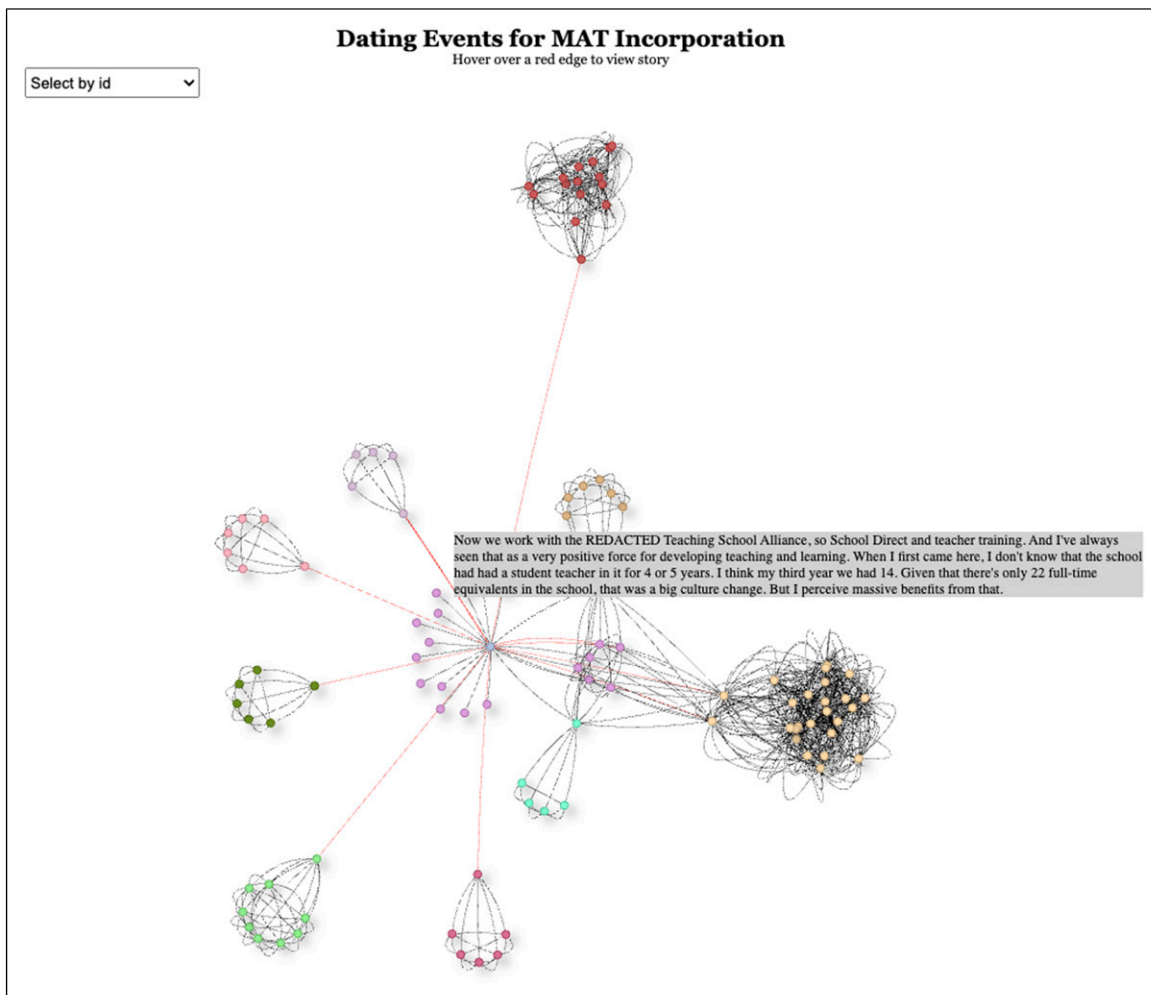 Dating Events for MAT Incorporation
Hover over a red edge to view story
Select by id
Now we work with the REDACTED Teaching School Alliance, so School Direct and teacher training. And I've always
seen that as a very positive force for developing teaching and learning. When I first came here, I don't know that the school
had had a student teacher in it for 4 or 5 years. I think my third year we had 14. Given that there's only 22 full-time
equivalents in the school, that was a big culture change. But I perceive massive benefits from that.